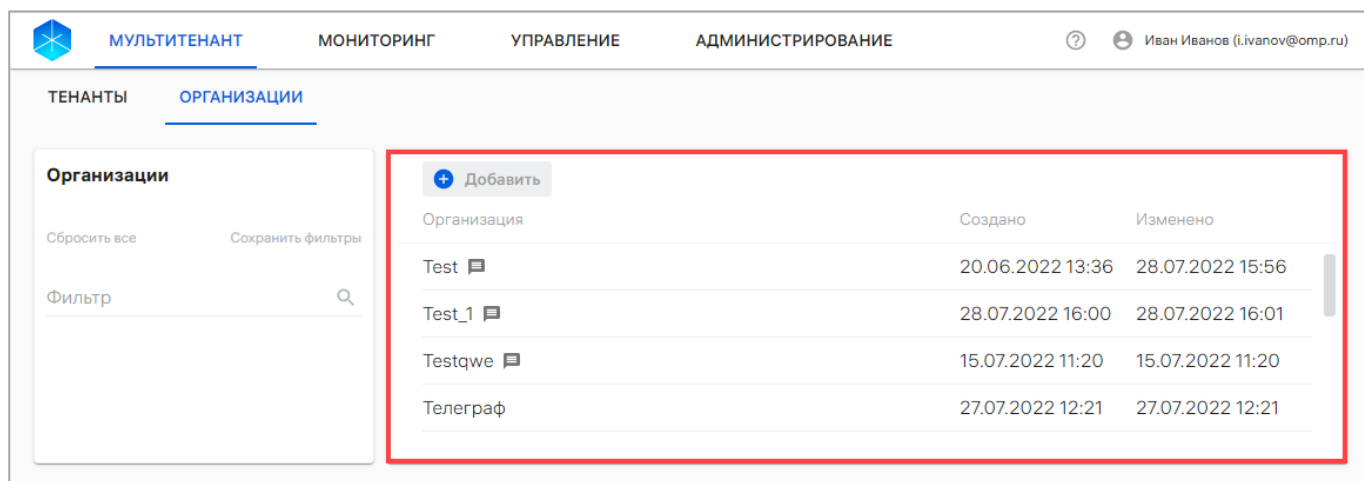 МУЛЬТИТЕНАНТ МОНИТОРИНГ УПРАВЛЕНИЕ АДМИНИСТРИРОВАНИЕ Иван Иванов (i.ivanov@omp.ru)
ТЕНАНТЫ ОРГАНИЗАЦИИ
Организации
Сбросить все Сохранить фильтры
Фильтр
Добавить
Организация Создано Изменено
Test 20.06.2022 13:36 28.07.2022 15:56
Test_1 28.07.2022 16:00 28.07.2022 16:01
Testqwe 15.07.2022 11:20 15.07.2022 11:20
Телеграф 27.07.2022 12:21 27.07.2022 12:21